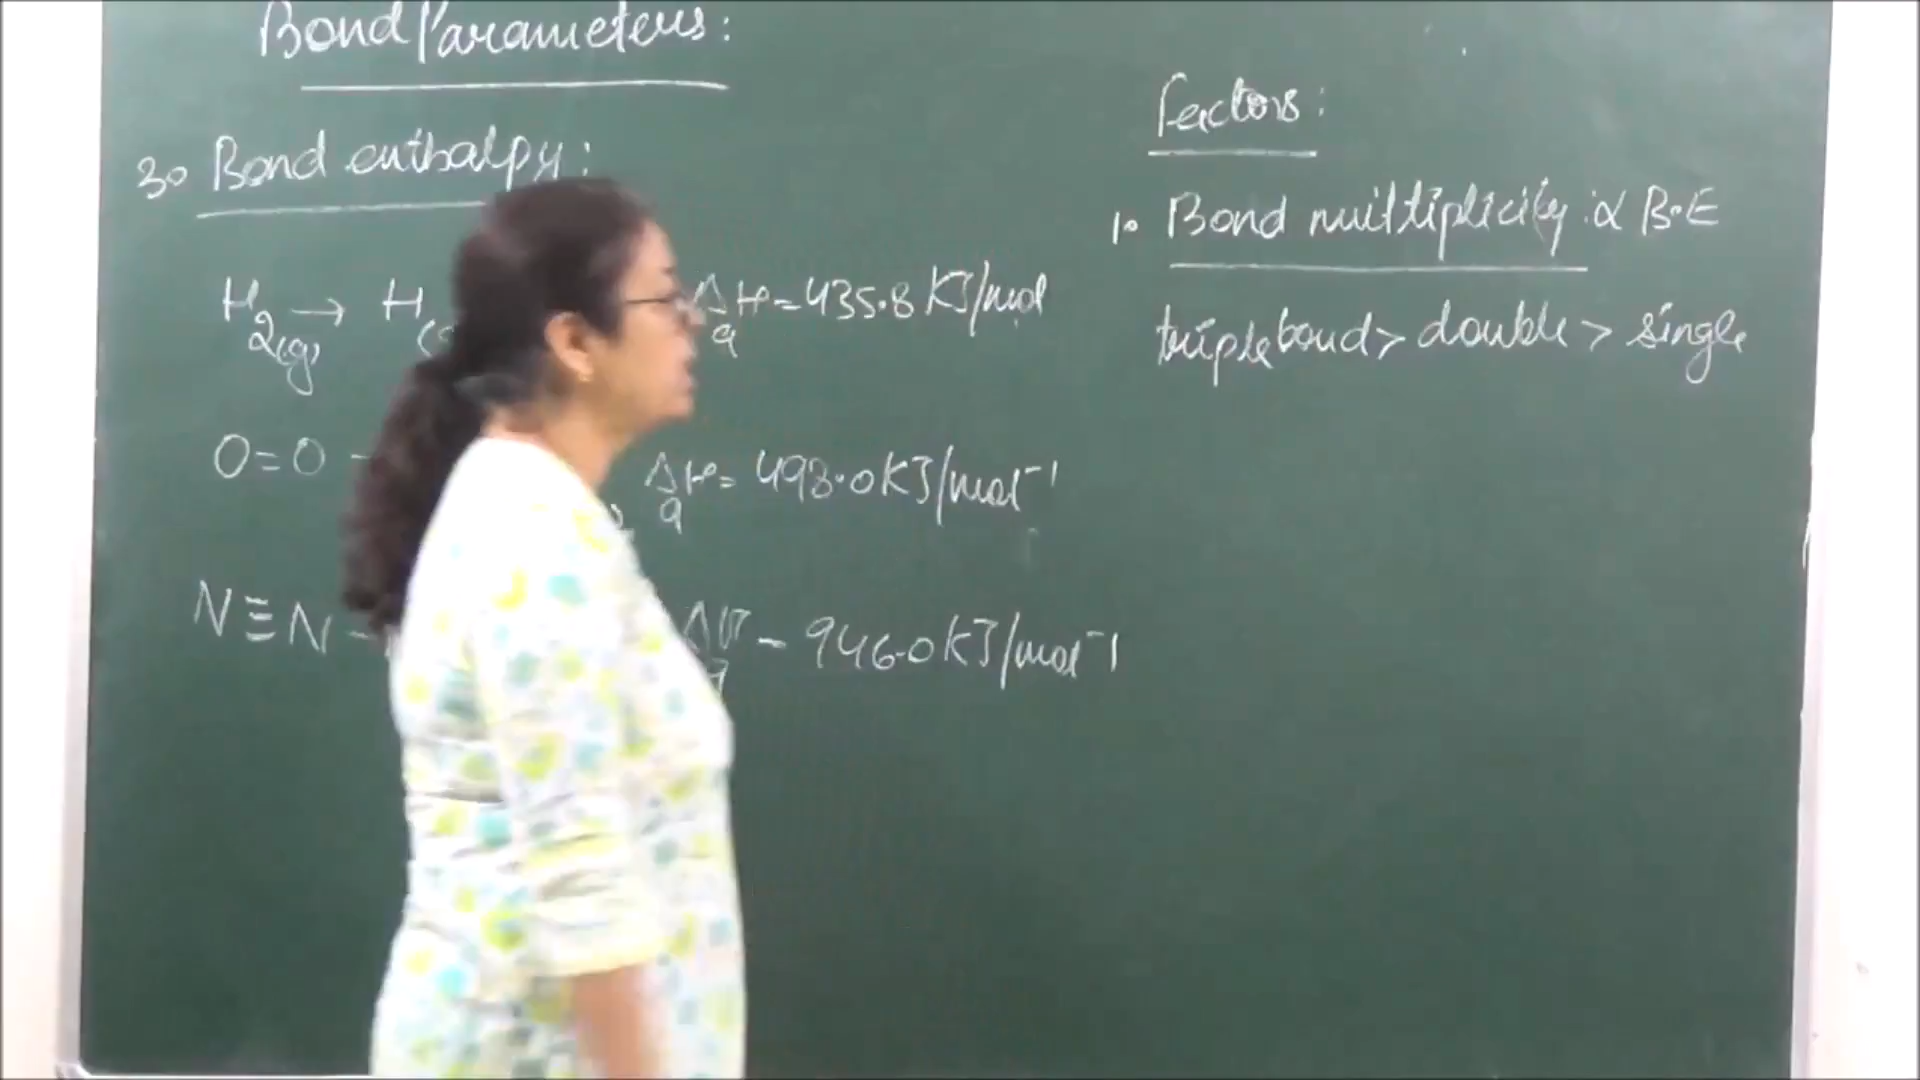 Bond Parameters:
3. Bond enthalpy:
H2(g) → H ΔaH = 435.8 KJ/mol
O=O - ΔaH = 498.0 KJ/mol⁻¹
N≡N - ΔaH - 946.0 KJ/mol⁻¹
Factors:
1. Bond multiplicity: ∝ B.E
triple bond > double > single